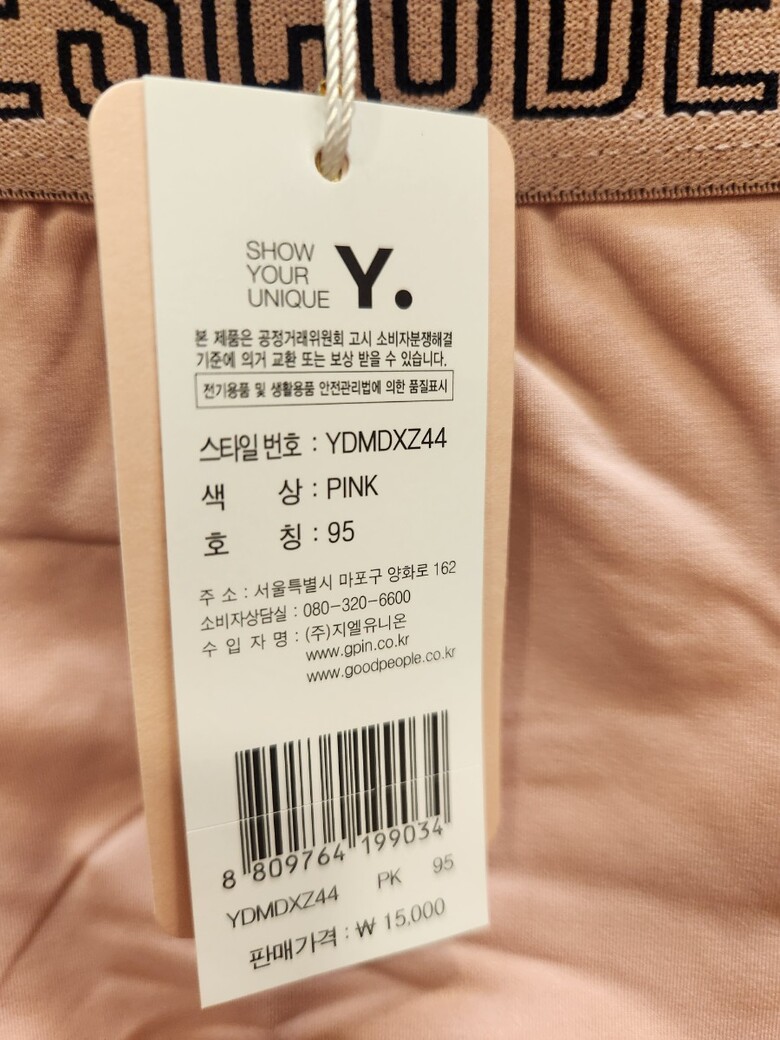 ESCODE
SHOW
YOUR
UNIQUE
Y.
본 제품은 공정거래위원회 고시 소비자분쟁해결
기준에 의거 교환 또는 보상 받을 수 있습니다.
전기용품 및 생활용품 안전관리법에 의한 품질표시
스타일 번호 : YDMDXZ44
색 상 : PINK
호 칭 : 95
주 소 : 서울특별시 마포구 양화로 162
소비자상담실 : 080-320-6600
수 입 자 명 : (주)지엘유니온
www.gpin.co.kr
www.goodpeople.co.kr
8 809764 199034
YDMDXZ44 PK 95
판매가격 : ₩ 15,000